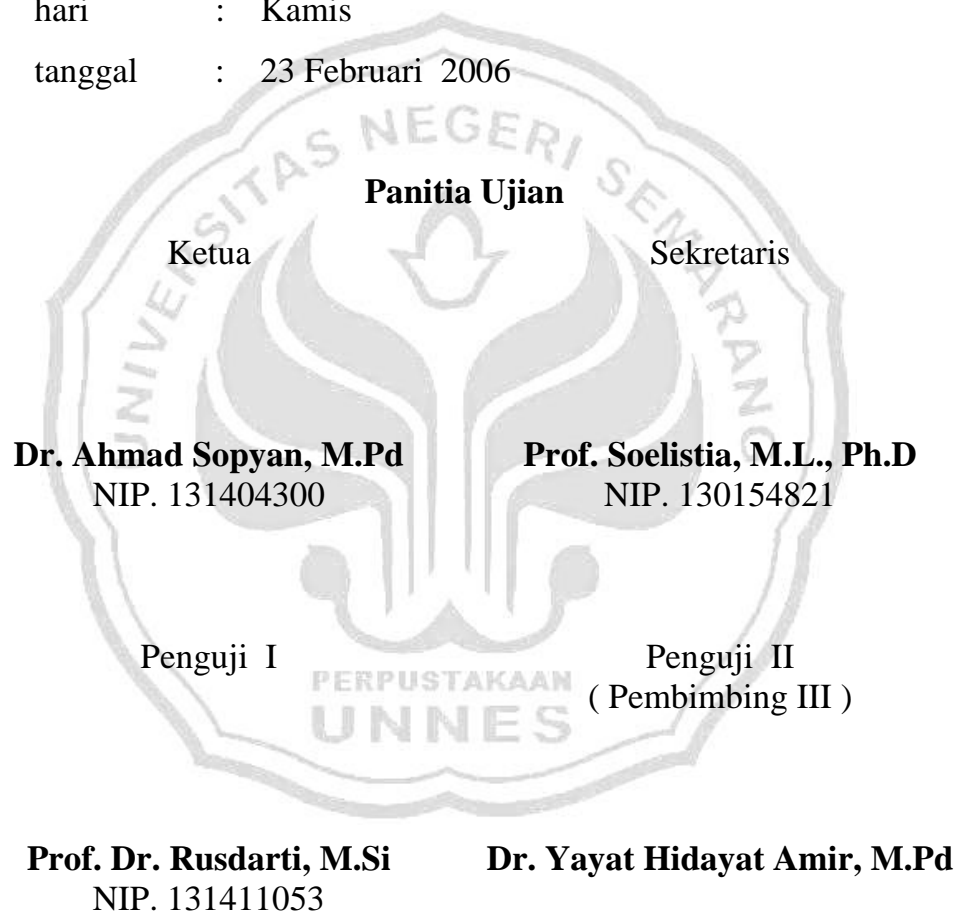 hari : Kamis
tanggal : 23 Februari 2006
UNIVERSITAS NEGERI SEMARANG
Panitia Ujian
Ketua Sekretaris
Dr. Ahmad Sopyan, M.Pd Prof. Soelistia, M.L., Ph.D
NIP. 131404300 NIP. 130154821
Penguji I Penguji II
( Pembimbing III )
PERPUSTAKAAN
UNNES
Prof. Dr. Rusdarti, M.Si Dr. Yayat Hidayat Amir, M.Pd
NIP. 131411053